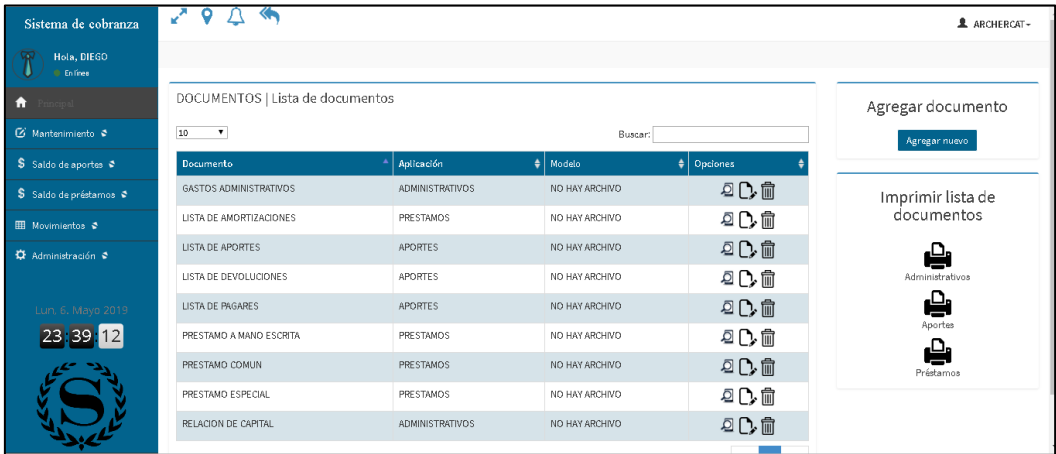 Sistema de cobranza
ARCHERCAT
Hola, DIEGO
En línea
Principal
Mantenimiento
$ Saldo de aportes
$ Saldo de préstamos
Movimientos
Administración
Lun, 6. Mayo 2019
23:39:12
S
DOCUMENTOS | Lista de documentos
10
Buscar:
Documento Aplicación Modelo Opciones
GASTOS ADMINISTRATIVOS ADMINISTRATIVOS NO HAY ARCHIVO
LISTA DE AMORTIZACIONES PRESTAMOS NO HAY ARCHIVO
LISTA DE APORTES APORTES NO HAY ARCHIVO
LISTA DE DEVOLUCIONES APORTES NO HAY ARCHIVO
LISTA DE PAGARES APORTES NO HAY ARCHIVO
PRESTAMO A MANO ESCRITA PRESTAMOS NO HAY ARCHIVO
PRESTAMO COMUN PRESTAMOS NO HAY ARCHIVO
PRESTAMO ESPECIAL PRESTAMOS NO HAY ARCHIVO
RELACION DE CAPITAL ADMINISTRATIVOS NO HAY ARCHIVO
Agregar documento
Agregar nuevo
Imprimir lista de
documentos
Administrativos
Aportes
Préstamos